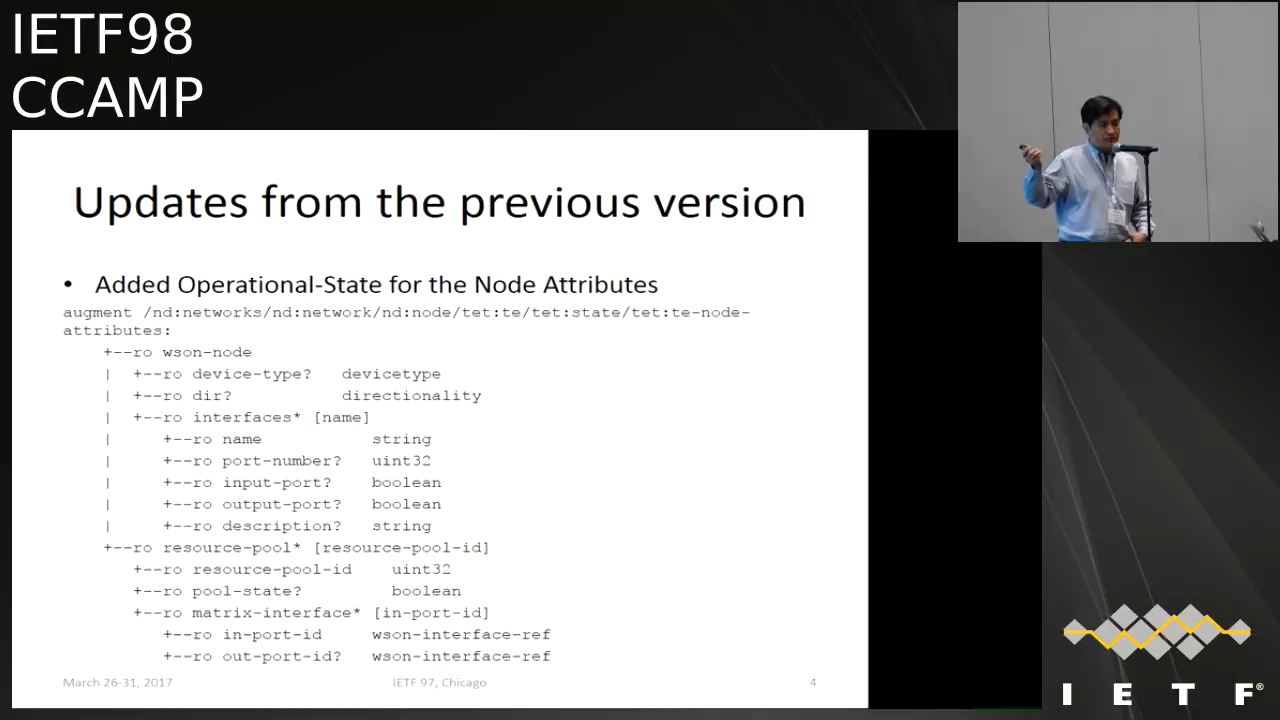 IETF98
CCAMP
Updates from the previous version
• Added Operational-State for the Node Attributes
augment /nd:networks/nd:network/nd:node/tet:te/tet:state/tet:te-node-
attributes:
+--ro wson-node
| +--ro device-type? devicetype
| +--ro dir? directionality
| +--ro interfaces* [name]
| +--ro name string
| +--ro port-number? uint32
| +--ro input-port? boolean
| +--ro output-port? boolean
| +--ro description? string
+--ro resource-pool* [resource-pool-id]
+--ro resource-pool-id uint32
+--ro pool-state? boolean
+--ro matrix-interface* [in-port-id]
+--ro in-port-id wson-interface-ref
+--ro out-port-id? wson-interface-ref
March 26-31, 2017 IETF 97, Chicago 4
I E T F®